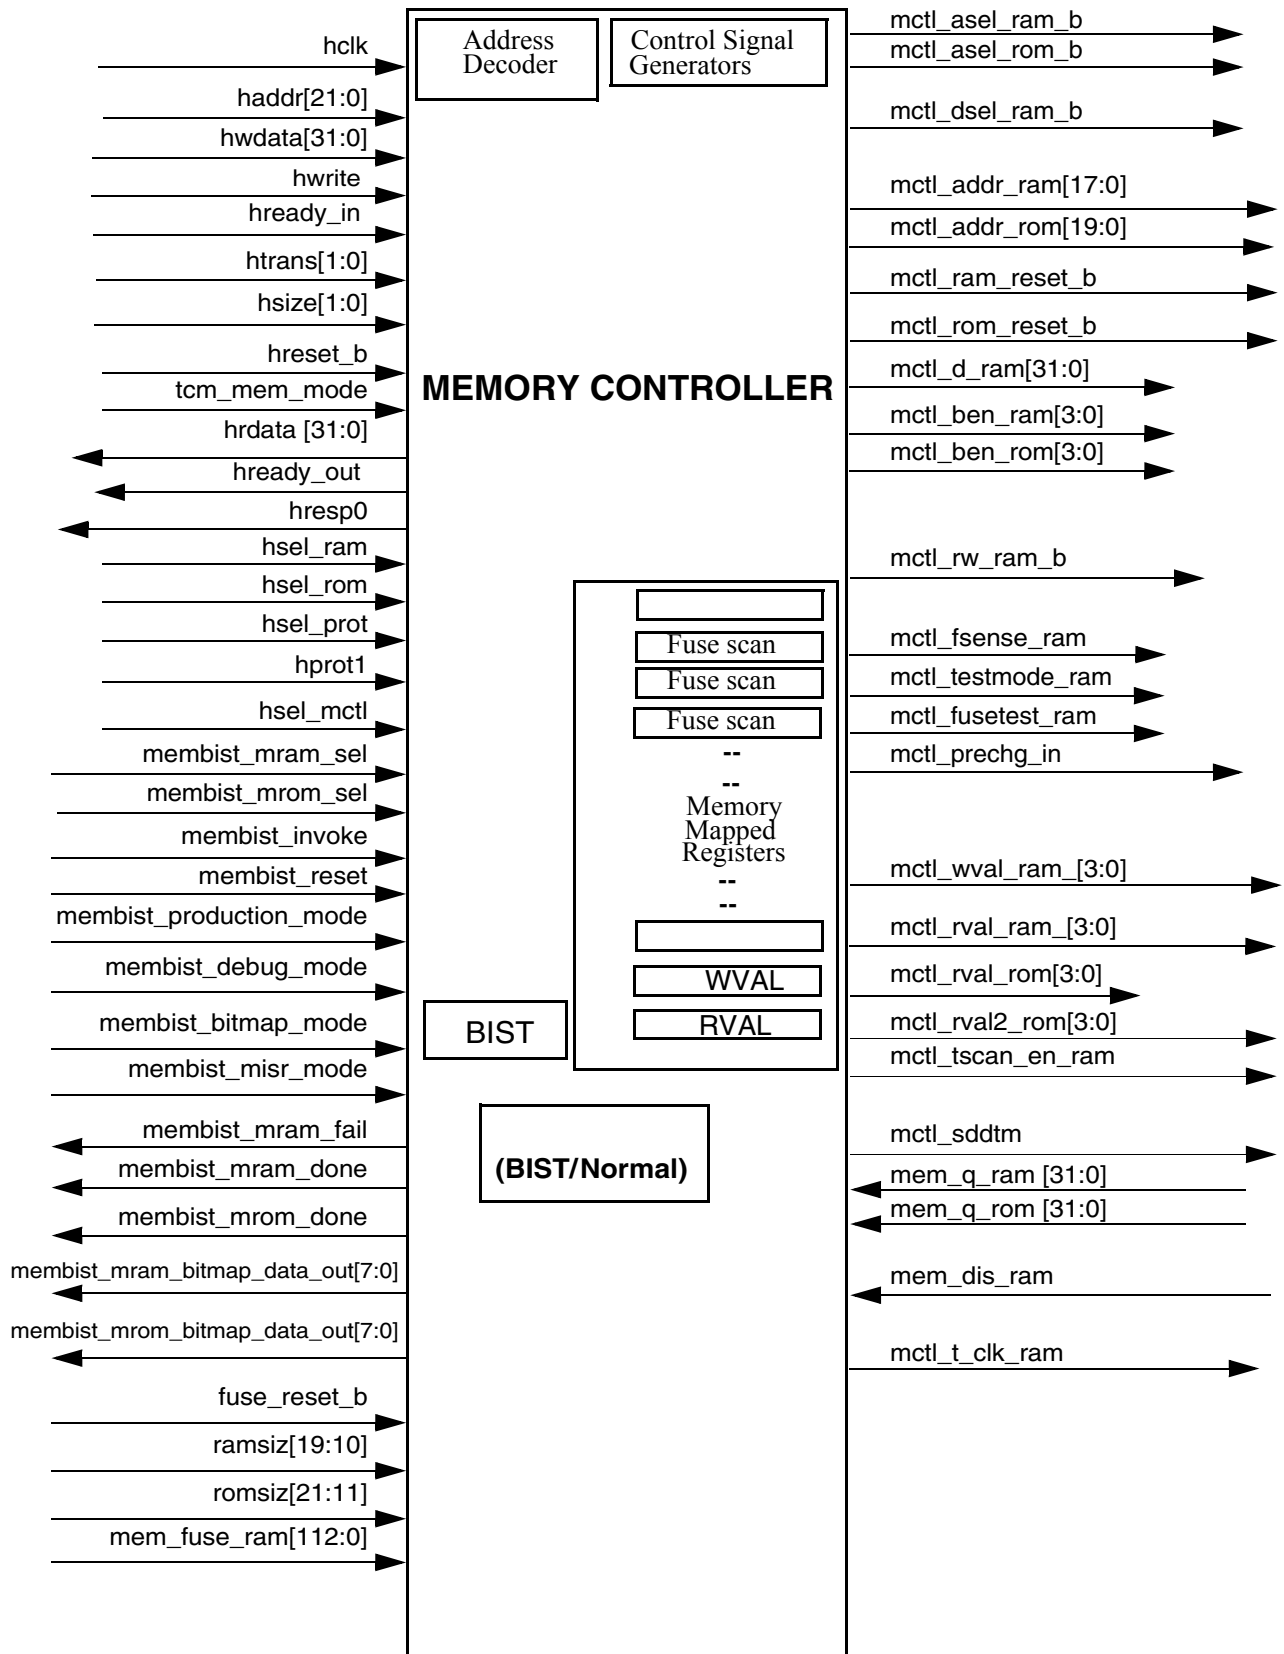 hclk
haddr[21:0]
hwdata[31:0]
hwrite
hready_in
htrans[1:0]
hsize[1:0]
hreset_b
tcm_mem_mode
hrdata [31:0]
hready_out
hresp0
hsel_ram
hsel_rom
hsel_prot
hprot1
hsel_mctl
membist_mram_sel
membist_mrom_sel
membist_invoke
membist_reset
membist_production_mode
membist_debug_mode
membist_bitmap_mode
membist_misr_mode
membist_mram_fail
membist_mram_done
membist_mrom_done
membist_mram_bitmap_data_out[7:0]
membist_mrom_bitmap_data_out[7:0]
fuse_reset_b
ramsiz[19:10]
romsiz[21:11]
mem_fuse_ram[112:0]
Address
Decoder
Control Signal
Generators
MEMORY CONTROLLER
Fuse scan
Fuse scan
Fuse scan
--
--
Memory
Mapped
Registers
--
--
WVAL
RVAL
BIST
(BIST/Normal)
mctl_asel_ram_b
mctl_asel_rom_b
mctl_dsel_ram_b
mctl_addr_ram[17:0]
mctl_addr_rom[19:0]
mctl_ram_reset_b
mctl_rom_reset_b
mctl_d_ram[31:0]
mctl_ben_ram[3:0]
mctl_ben_rom[3:0]
mctl_rw_ram_b
mctl_fsense_ram
mctl_testmode_ram
mctl_fusetest_ram
mctl_prechg_in
mctl_wval_ram_[3:0]
mctl_rval_ram_[3:0]
mctl_rval_rom[3:0]
mctl_rval2_rom[3:0]
mctl_tscan_en_ram
mctl_sddtm
mem_q_ram [31:0]
mem_q_rom [31:0]
mem_dis_ram
mctl_t_clk_ram